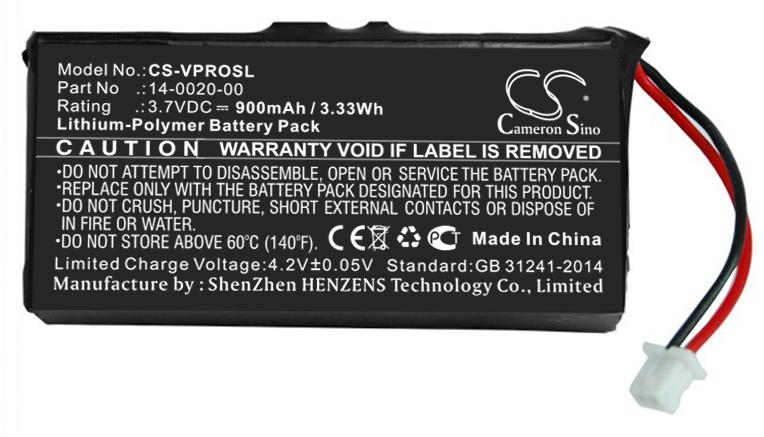 Model No.: CS-VPROSL
Part No .: 14-0020-00
Rating .: 3.7VDC⎓ 900mAh / 3.33Wh
Lithium-Polymer Battery Pack
CS
Cameron Sino
CAUTION WARRANTY VOID IF LABEL IS REMOVED
•DO NOT ATTEMPT TO DISASSEMBLE, OPEN OR SERVICE THE BATTERY PACK.
•REPLACE ONLY WITH THE BATTERY PACK DESIGNATED FOR THIS PRODUCT.
•DO NOT CRUSH, PUNCTURE, SHORT EXTERNAL CONTACTS OR DISPOSE OF
IN FIRE OR WATER.
•DO NOT STORE ABOVE 60°C (140°F). CE PCT Made In China
Limited Charge Voltage:4.2V±0.05V Standard:GB 31241-2014
Manufacturing by : ShenZhen HENZENS Technology Co., Limited